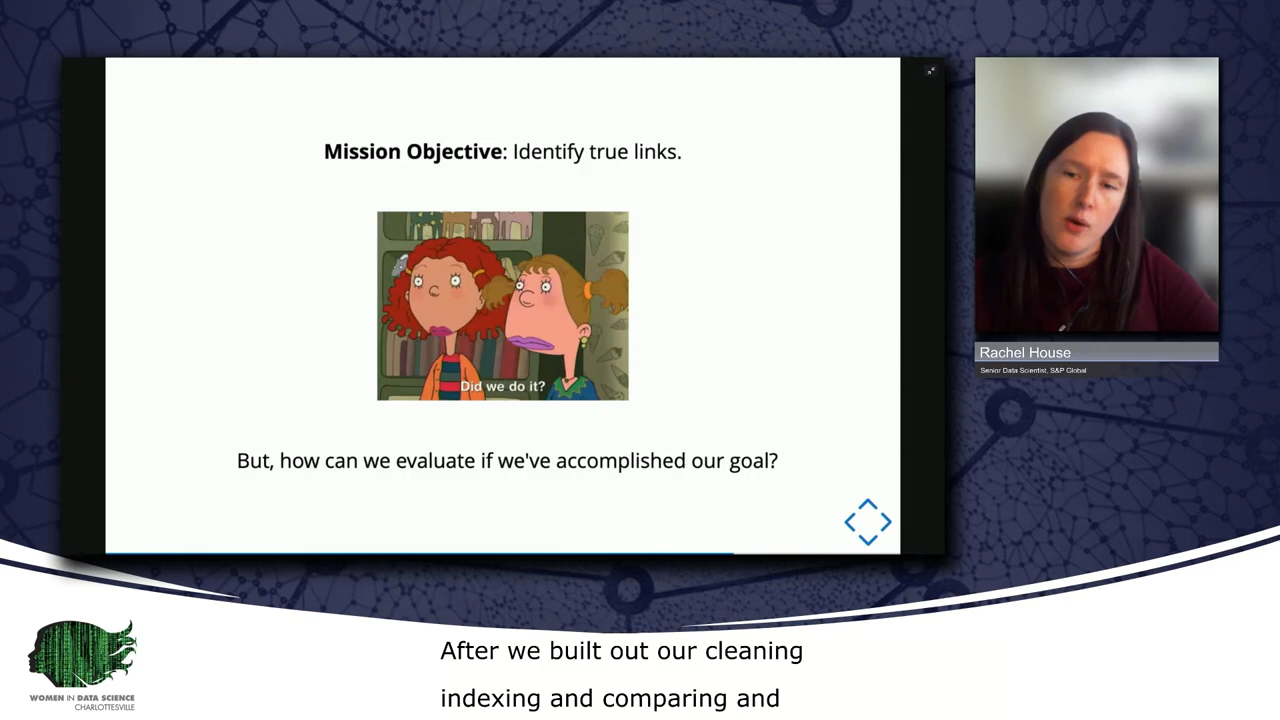 Mission Objective: Identify true links.
Did we do it?
But, how can we evaluate if we've accomplished our goal?
Rachel House
Senior Data Scientist, S&P Global
WOMEN IN DATA SCIENCE
CHARLOTTESVILLE
After we built out our cleaning
indexing and comparing and